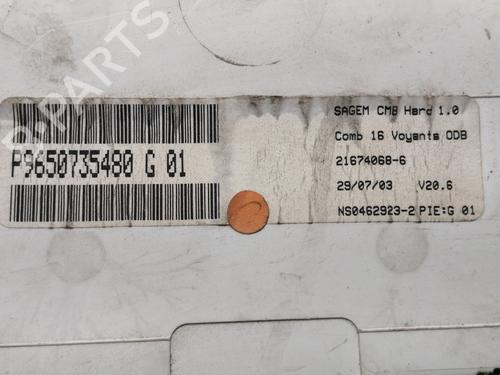 P9650735480 G 01
SAGEM CMB Hard 1.0
Comb 16 Voyants ODB
21674068-6
29/07/03 V20.6
NS0462923-2 PIE:G 01
B-PARTS